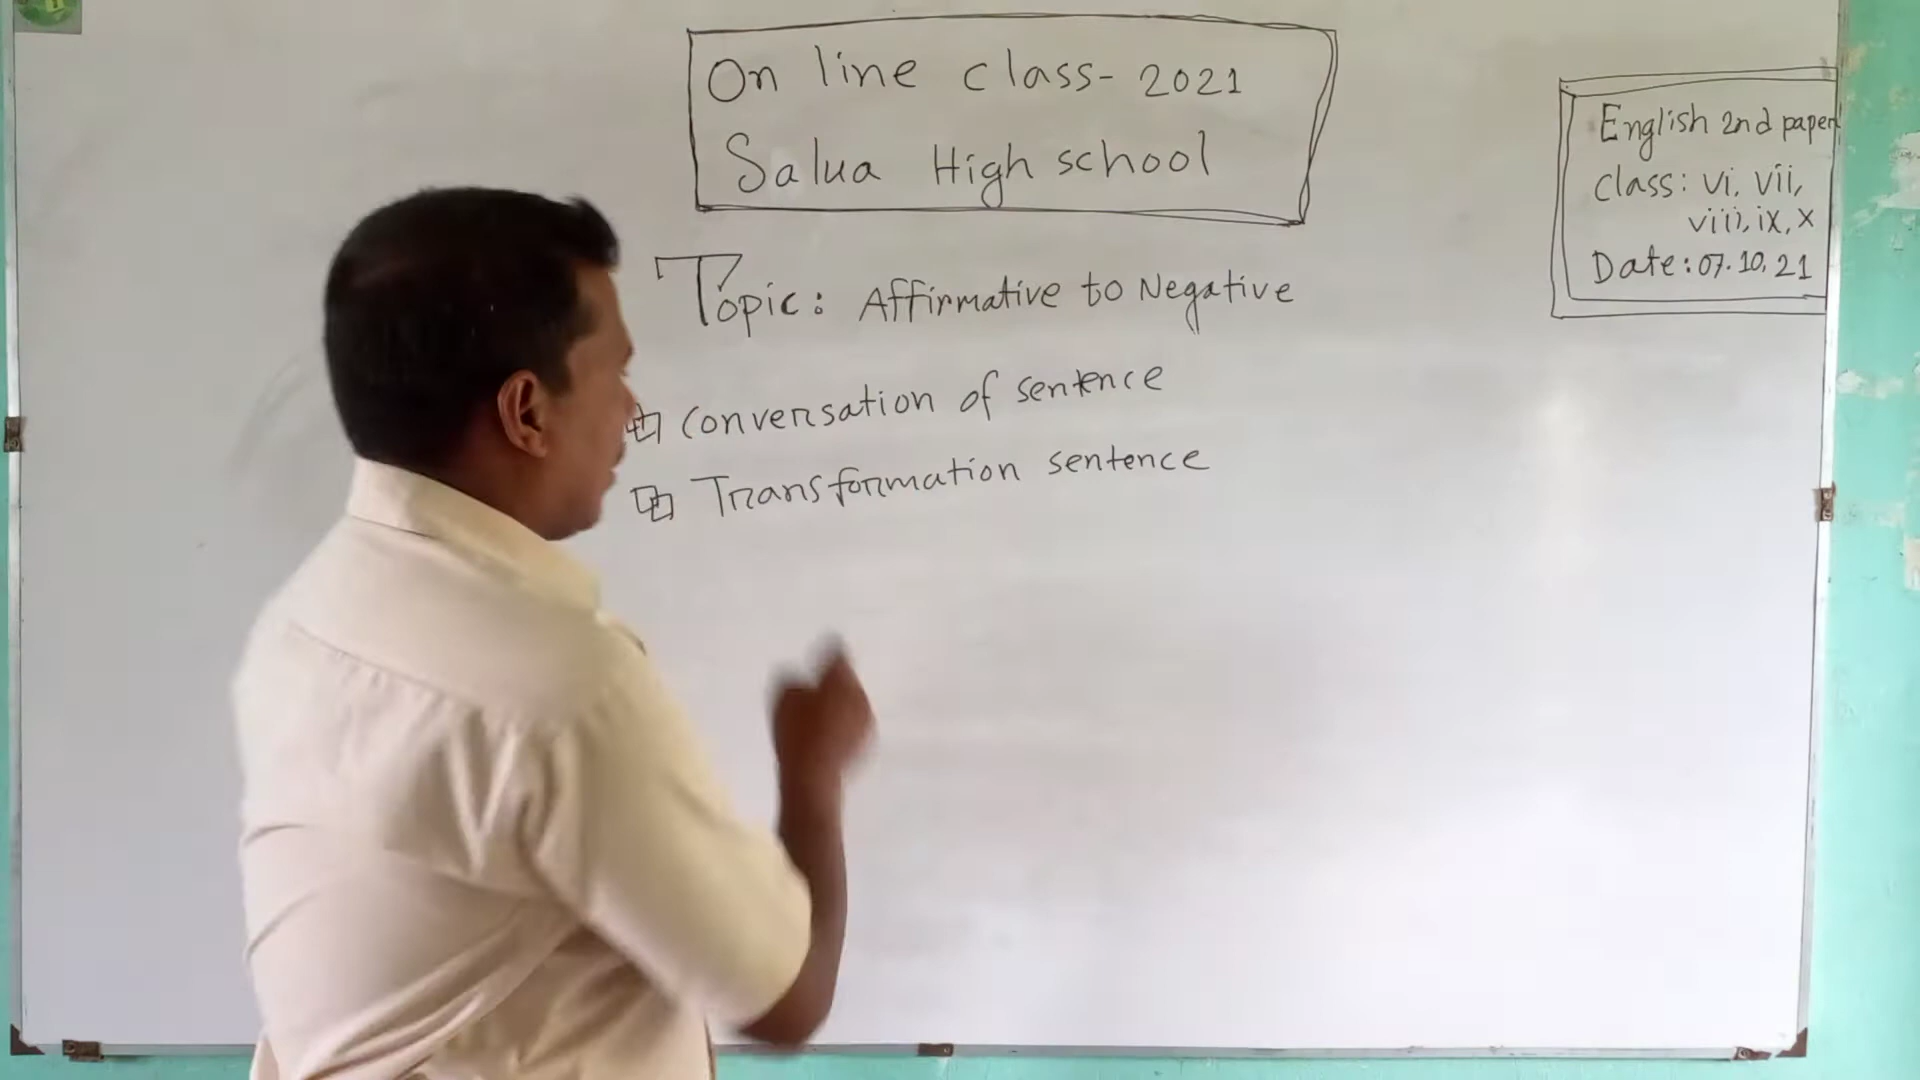 On line class- 2021
Salua High school
Topic: Affirmative to Negative
Conversation of sentence
Transformation sentence
English 2nd paper
Class: vi, vii,
viii, ix, x
Date: 07.10.21